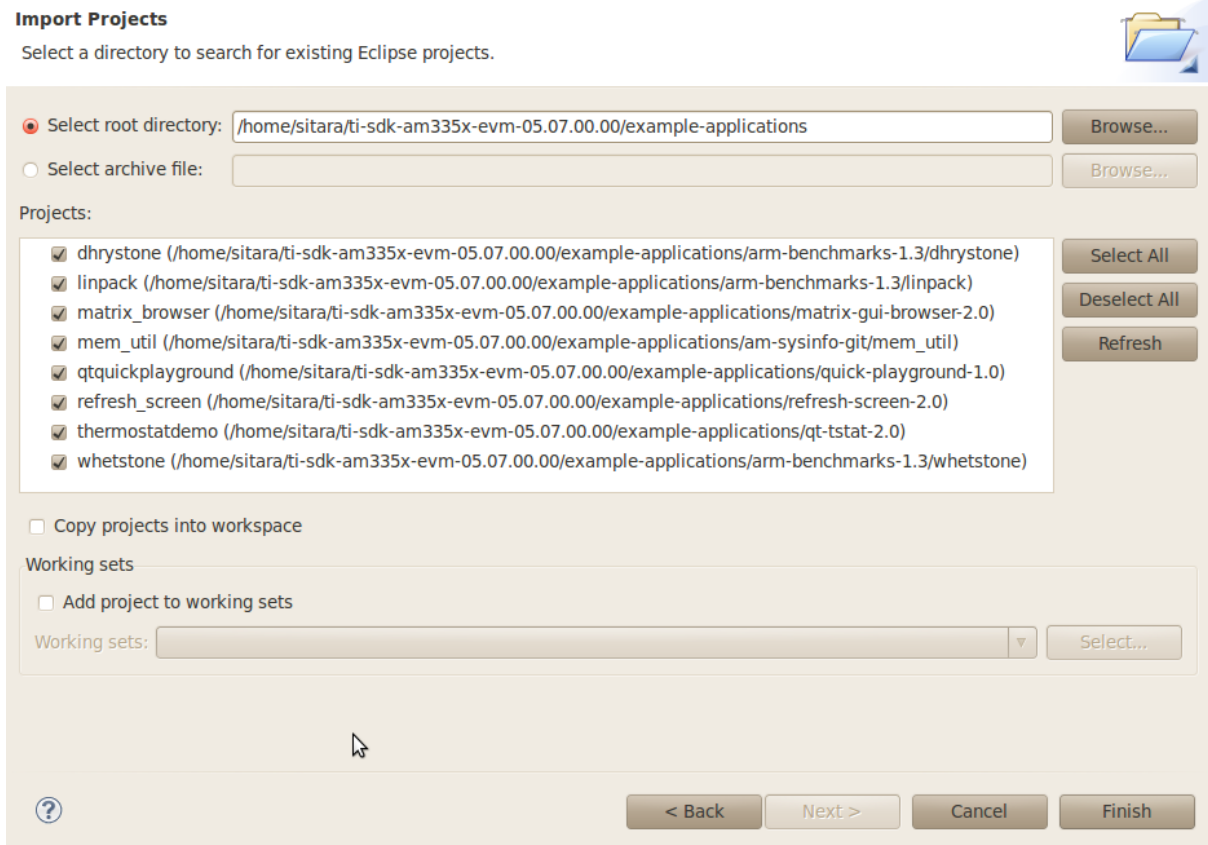 Import Projects
Select a directory to search for existing Eclipse projects.
Select root directory: /home/sitara/ti-sdk-am335x-evm-05.07.00.00/example-applications Browse...
Select archive file: Browse...
Projects:
dhrystone (/home/sitara/ti-sdk-am335x-evm-05.07.00.00/example-applications/arm-benchmarks-1.3/dhrystone) Select All
linpack (/home/sitara/ti-sdk-am335x-evm-05.07.00.00/example-applications/arm-benchmarks-1.3/linpack)
Deselect All
matrix_browser (/home/sitara/ti-sdk-am335x-evm-05.07.00.00/example-applications/matrix-gui-browser-2.0)
mem_util (/home/sitara/ti-sdk-am335x-evm-05.07.00.00/example-applications/am-sysinfo-git/mem_util) Refresh
qtquickplayground (/home/sitara/ti-sdk-am335x-evm-05.07.00.00/example-applications/quick-playground-1.0)
refresh_screen (/home/sitara/ti-sdk-am335x-evm-05.07.00.00/example-applications/refresh-screen-2.0)
thermostatdemo (/home/sitara/ti-sdk-am335x-evm-05.07.00.00/example-applications/qt-tstat-2.0)
whetstone (/home/sitara/ti-sdk-am335x-evm-05.07.00.00/example-applications/arm-benchmarks-1.3/whetstone)
Copy projects into workspace
Working sets
Add project to working sets
Working sets: Select...
? < Back Next > Cancel Finish